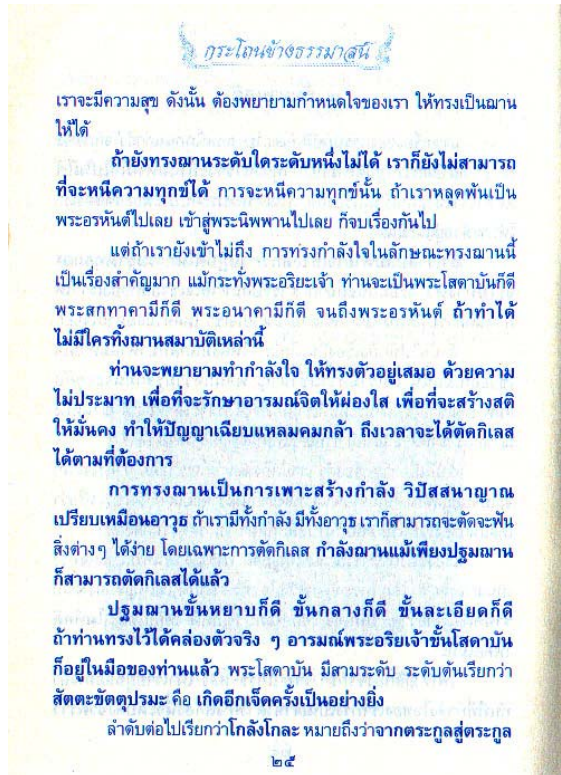 กระโถนข้างธรรมาสน์
เราจะมีความสุข ดังนั้น ต้องพยายามกำหนดใจของเรา ให้ทรงเป็นฌาน
ให้ได้
ถ้ายังทรงฌานระดับใดระดับหนึ่งไม่ได้ เราก็ยังไม่สามารถ
ที่จะหนีความทุกข์ได้ การจะหนีความทุกข์นั้น ถ้าเราหลุดพ้นเป็น
พระอรหันต์ไปเลย เข้าสู่พระนิพพานไปเลย ก็จบเรื่องกันไป
แต่ถ้าเรายังเข้าไม่ถึง การทรงกำลังใจในลักษณะทรงฌานนี้
เป็นเรื่องสำคัญมาก แม้กระทั่งพระอริยะเจ้า ท่านจะเป็นพระโสดาบันก็ดี
พระสกทาคามีก็ดี พระอนาคามีก็ดี จนถึงพระอรหันต์ ถ้าทำได้
ไม่มีใครทิ้งฌานสมาบัติเหล่านี้
ท่านจะพยายามทำกำลังใจ ให้ทรงตัวอยู่เสมอ ด้วยความ
ไม่ประมาท เพื่อที่จะรักษาอารมณ์จิตให้ผ่องใส เพื่อที่จะสร้างสติ
ให้มั่นคง ทำให้ปัญญาเฉียบแหลมคมกล้า ถึงเวลาจะได้ตัดกิเลส
ได้ตามที่ต้องการ
การทรงฌานเป็นการเพาะสร้างกำลัง วิปัสสนาญาณ
เปรียบเหมือนอาวุธ ถ้าเรามีทั้งกำลัง มีทั้งอาวุธ เราก็สามารถจะตัดจะฟัน
สิ่งต่างๆ ได้ง่าย โดยเฉพาะการตัดกิเลส กำลังฌานแม้เพียงปฐมฌาน
ก็สามารถตัดกิเลสได้แล้ว
ปฐมฌานขั้นหยาบก็ดี ขั้นกลางก็ดี ขั้นละเอียดก็ดี
ถ้าท่านทรงไว้ได้คล่องตัวจริง ๆ อารมณ์พระอริยเจ้าขั้นโสดาบัน
ก็อยู่ในมือของท่านแล้ว พระโสดาบัน มีสามระดับ ระดับต้นเรียกว่า
สัตตะขัตตุปรมะ คือ เกิดอีกเจ็ดครั้งเป็นอย่างยิ่ง
ลำดับต่อไปเรียกว่าโกลังโกละ หมายถึงว่าจากตระกูลสู่ตระกูล
๒๕